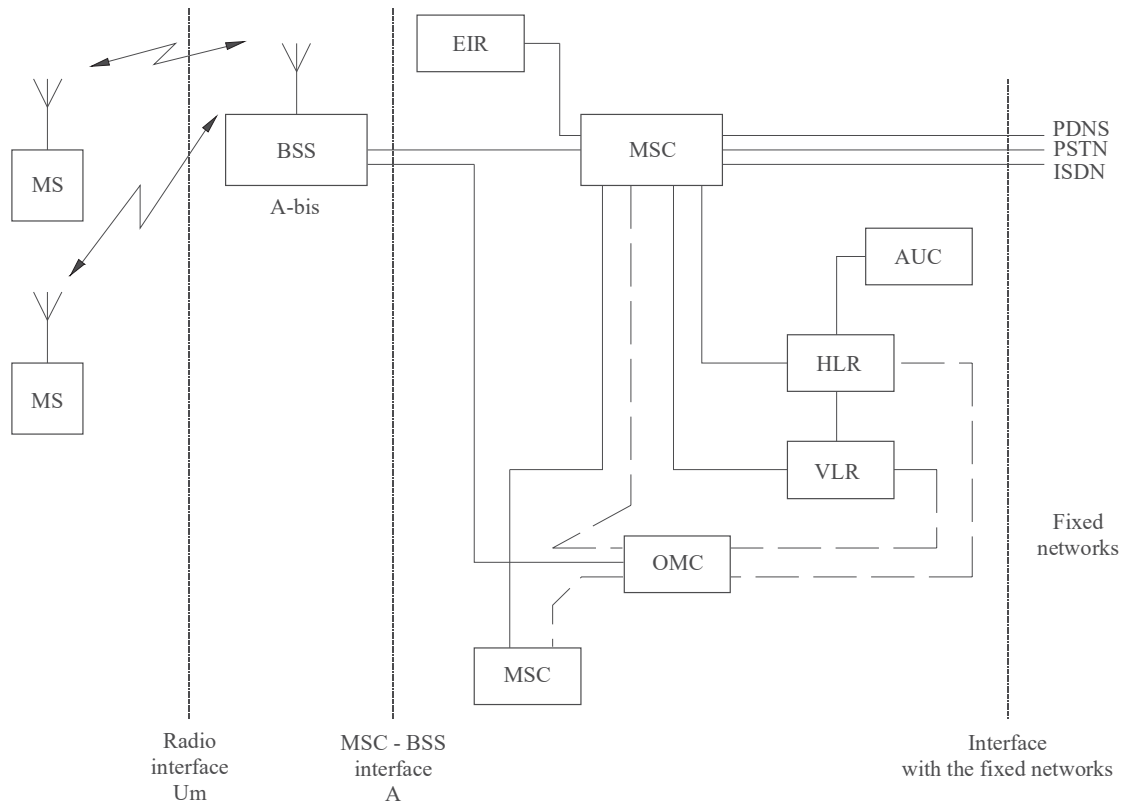 EIR
PDNS
BSS
MSC
PSTN
MS
ISDN
A-bis
AUC
HLR
MS
VLR
Fixed
networks
OMC
MSC
Radio
interface
Um
MSC - BSS
interface
A
Interface
with the fixed networks